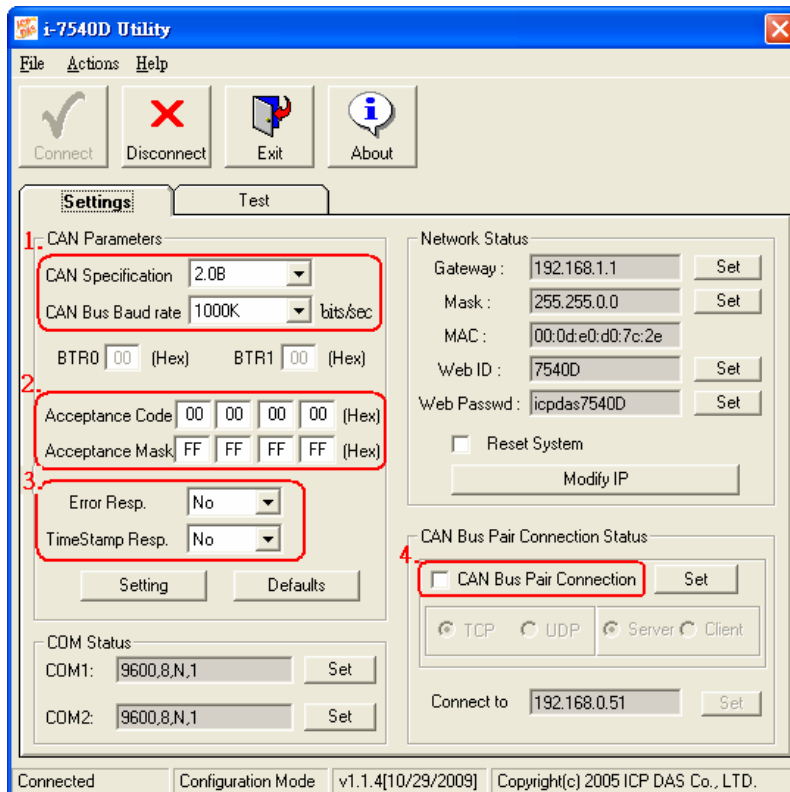 ICP DAS i-7540D Utility
File Actions Help
Connect Disconnect Exit About
Settings Test
1.
CAN Parameters
CAN Specification 2.0B
CAN Bus Baud rate 1000K bits/sec
BTR0 00 (Hex) BTR1 00 (Hex)
2.
Acceptance Code 00 00 00 00 (Hex)
Acceptance Mask FF FF FF FF (Hex)
3.
Error Resp. No
TimeStamp Resp. No
Setting Defaults
COM Status
COM1: 9600,8,N,1 Set
COM2: 9600,8,N,1 Set
Network Status
Gateway : 192.168.1.1 Set
Mask : 255.255.0.0 Set
MAC : 00:0d:e0:d0:7c:2e
Web ID : 7540D Set
Web Passwd : icpdas7540D Set
Reset System
Modify IP
CAN Bus Pair Connection Status
4.
CAN Bus Pair Connection Set
TCP UDP Server Client
Connect to 192.168.0.51 Set
Connected Configuration Mode v1.1.4[10/29/2009] Copyright(c) 2005 ICP DAS Co., LTD.